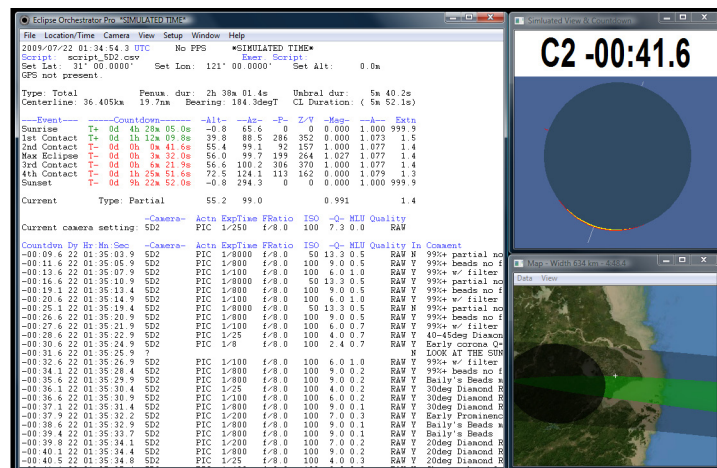 Eclipse Orchestrator Pro *SIMULATED TIME*
File Location/Time Camera View Setup Window Help
2009/07/22 01:34:54.3 UTC No PPS *SIMULATED TIME*
Script: script_5D2.csv Emer. Script:
Set Lat: 31° 00.0000' Set Lon: 121° 00.0000' Set Alt: 0.0m
GPS not present.
Type: Total Penum. dur: 2h 38m 01.4s Umbral dur: 5m 40.2s
Centerline: 36.405km 19.7nm Bearing: 184.3degT CL Duration: ( 5m 52.1s)
---Event--- -----Countdown----- -Alt- --Az- -P- Z/V -Mag- --A-- Extn
Sunrise T+ 0d 4h 28m 05.0s -0.8 65.6 0 0 0.000 1.000 999.9
1st Contact T+ 0d 1h 12m 09.8s 39.8 88.5 286 352 0.000 1.073 1.5
2nd Contact T- 0d 0h 0m 41.6s 55.4 99.1 92 157 1.000 1.077 1.4
Max Eclipse T- 0d 0h 3m 32.0s 56.0 99.7 199 264 1.027 1.077 1.4
3rd Contact T- 0d 0h 6m 21.9s 56.6 100.2 306 370 1.000 1.077 1.4
4th Contact T- 0d 1h 25m 51.6s 72.5 124.1 113 162 0.000 1.079 1.3
Sunset T- 0d 9h 22m 52.0s -0.8 294.3 0 0 0.000 1.000 999.9
Current Type: Partial 55.2 99.0 0.991 1.4
-Camera- Actn ExpTime FRatio ISO -Q- MLU Quality
Current camera setting: 5D2 PIC 1/250 f/8.0 100 7.3 0.0 RAW
Countdvn Dy Hr:Mn:Sec -Camera- Actn ExpTime FRatio ISO -Q- MLU Quality In Comment
-00:09.6 22 01:35:03.9 5D2 PIC 1/8000 f/8.0 50 13.3 0.5 RAW N 99%+ partial no
-00:11.6 22 01:35:05.9 5D2 PIC 1/800 f/8.0 100 9.0 0.5 RAW Y 99%+ beads no f
-00:13.6 22 01:35:07.9 5D2 PIC 1/100 f/8.0 100 6.0 1.0 RAW Y 99%+ w/ filter
-00:16.6 22 01:35:10.9 5D2 PIC 1/8000 f/8.0 50 13.3 0.5 RAW N 99%+ partial no
-00:19.1 22 01:35:13.4 5D2 PIC 1/800 f/8.0 100 9.0 0.5 RAW Y 99%+ beads no f
-00:20.6 22 01:35:14.9 5D2 PIC 1/100 f/8.0 100 6.0 1.0 RAW Y 99%+ w/ filter
-00:25.1 22 01:35:19.4 5D2 PIC 1/8000 f/8.0 50 13.3 0.5 RAW N 99%+ partial no
-00:26.6 22 01:35:20.9 5D2 PIC 1/800 f/8.0 100 9.0 0.5 RAW Y 99%+ beads no f
-00:27.6 22 01:35:21.9 5D2 PIC 1/100 f/8.0 100 6.0 0.7 RAW Y 99%+ w/ filter
-00:28.6 22 01:35:22.9 5D2 PIC 1/25 f/8.0 100 4.0 0.7 RAW Y 40-45deg Diamon
-00:30.6 22 01:35:24.9 5D2 PIC 1/8 f/8.0 100 2.4 0.7 RAW Y Early corona Q=
-00:31.6 22 01:35:25.9 ? N LOOK AT THE SUN
-00:32.6 22 01:35:26.9 5D2 PIC 1/100 f/8.0 100 6.0 1.0 RAW Y 99%+ w/ filter
-00:34.1 22 01:35:28.4 5D2 PIC 1/800 f/8.0 100 9.0 0.2 RAW Y 99%+ beads no f
-00:35.6 22 01:35:29.9 5D2 PIC 1/800 f/8.0 100 9.0 0.2 RAW Y Baily's Beads w
-00:36.1 22 01:35:30.4 5D2 PIC 1/25 f/8.0 100 4.0 0.2 RAW Y 30deg Diamond R
-00:36.6 22 01:35:30.9 5D2 PIC 1/100 f/8.0 100 6.0 0.2 RAW Y 30deg Diamond R
-00:37.1 22 01:35:31.4 5D2 PIC 1/800 f/8.0 100 9.0 0.1 RAW Y 30deg Diamond R
-00:37.9 22 01:35:32.2 5D2 PIC 1/200 f/8.0 100 7.0 0.3 RAW Y Early Prominenc
-00:38.6 22 01:35:32.9 5D2 PIC 1/800 f/8.0 100 9.0 0.1 RAW Y Baily's Beads w
-00:39.4 22 01:35:33.7 5D2 PIC 1/800 f/8.0 100 9.0 0.1 RAW Y Baily's Beads
-00:39.8 22 01:35:34.1 5D2 PIC 1/200 f/8.0 100 7.0 0.2 RAW Y 20deg Diamond R
-00:40.1 22 01:35:34.4 5D2 PIC 1/800 f/8.0 100 9.0 0.2 RAW Y 20deg Diamond R
-00:40.5 22 01:35:34.8 5D2 PIC 1/25 f/8.0 100 4.0 0.3 RAW Y 20deg Diamond R
Simluated View & Countdown
C2 -00:41.6
Map - Width 634 km
Data View